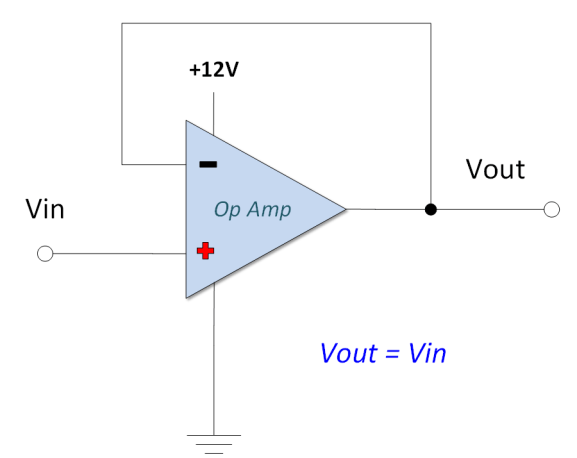 +12V
-
Vout
Op Amp
Vin
+
Vout = Vin